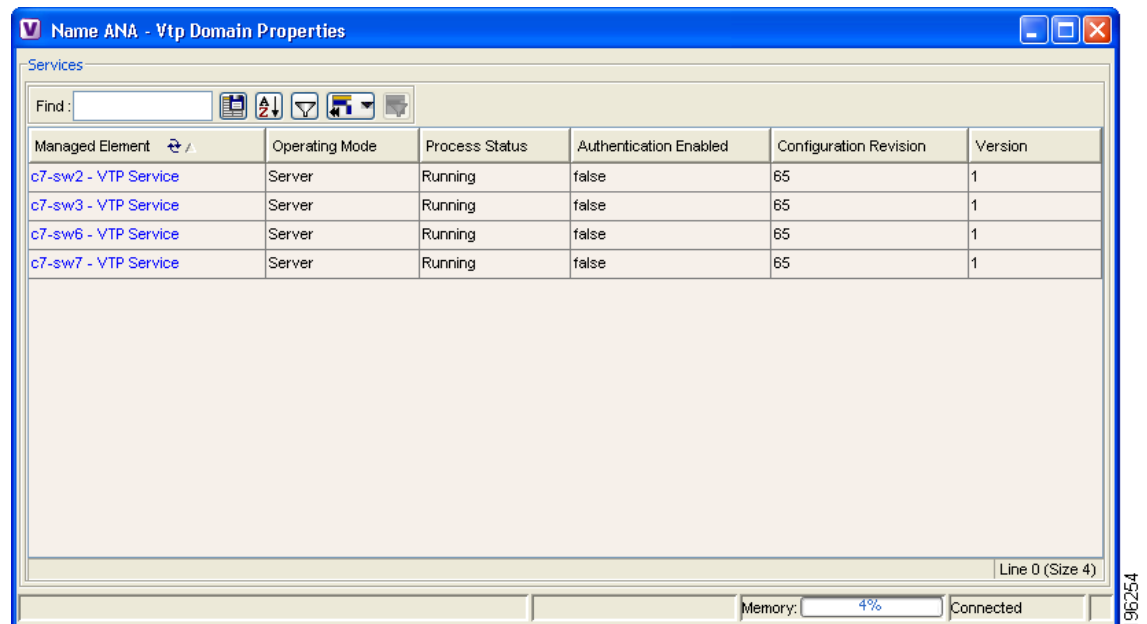 V Name ANA - Vtp Domain Properties
Services
Find :
Managed Element Operating Mode Process Status Authentication Enabled Configuration Revision Version
c7-sw2 - VTP Service Server Running false 65 1
c7-sw3 - VTP Service Server Running false 65 1
c7-sw6 - VTP Service Server Running false 65 1
c7-sw7 - VTP Service Server Running false 65 1
Line 0 (Size 4)
Memory: 4% Connected
96254